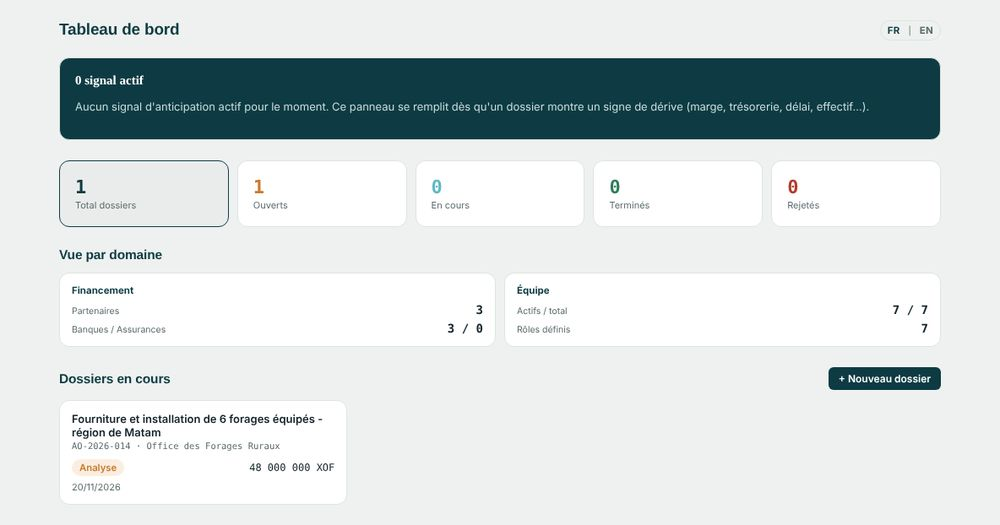 Tableau de bord
FR | EN
0 signal actif
Aucun signal d'anticipation actif pour le moment. Ce panneau se remplit dès qu'un dossier montre un signe de dérive (marge, trésorerie, délai, effectif...).
1
Total dossiers
1
Ouverts
0
En cours
0
Terminés
0
Rejetés
Vue par domaine
Financement
Partenaires 3
Banques / Assurances 3 / 0
Équipe
Actifs / total 7 / 7
Rôles définis 7
Dossiers en cours
+ Nouveau dossier
Fourniture et installation de 6 forages équipés -
région de Matam
AO-2026-014 · Office des Forages Ruraux
Analyse 48 000 000 XOF
20/11/2026